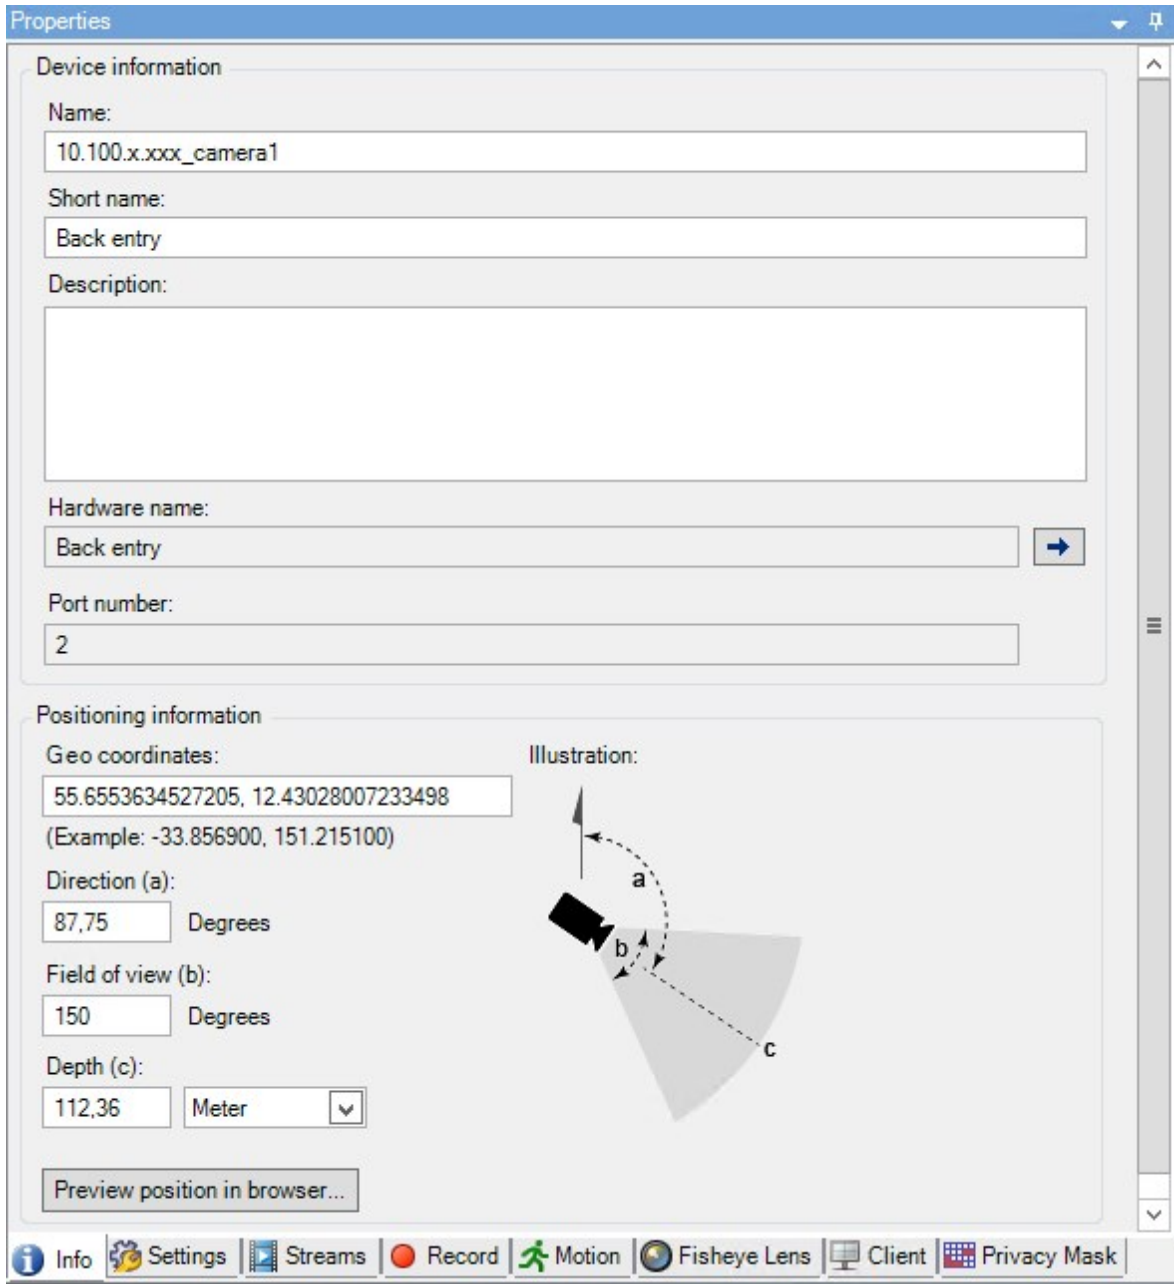 Properties
Device information
Name:
10.100.x.xxx_camera1
Short name:
Back entry
Description:
Hardware name:
Back entry
Port number:
2
Positioning information
Geo coordinates:
Illustration:
55.6553634527205, 12.43028007233498
(Example: -33.856900, 151.215100)
Direction (a):
87,75 Degrees
Field of view (b):
150 Degrees
Depth (c):
112,36 Meter
a
b
c
Preview position in browser...
Info Settings Streams Record Motion Fisheye Lens Client Privacy Mask